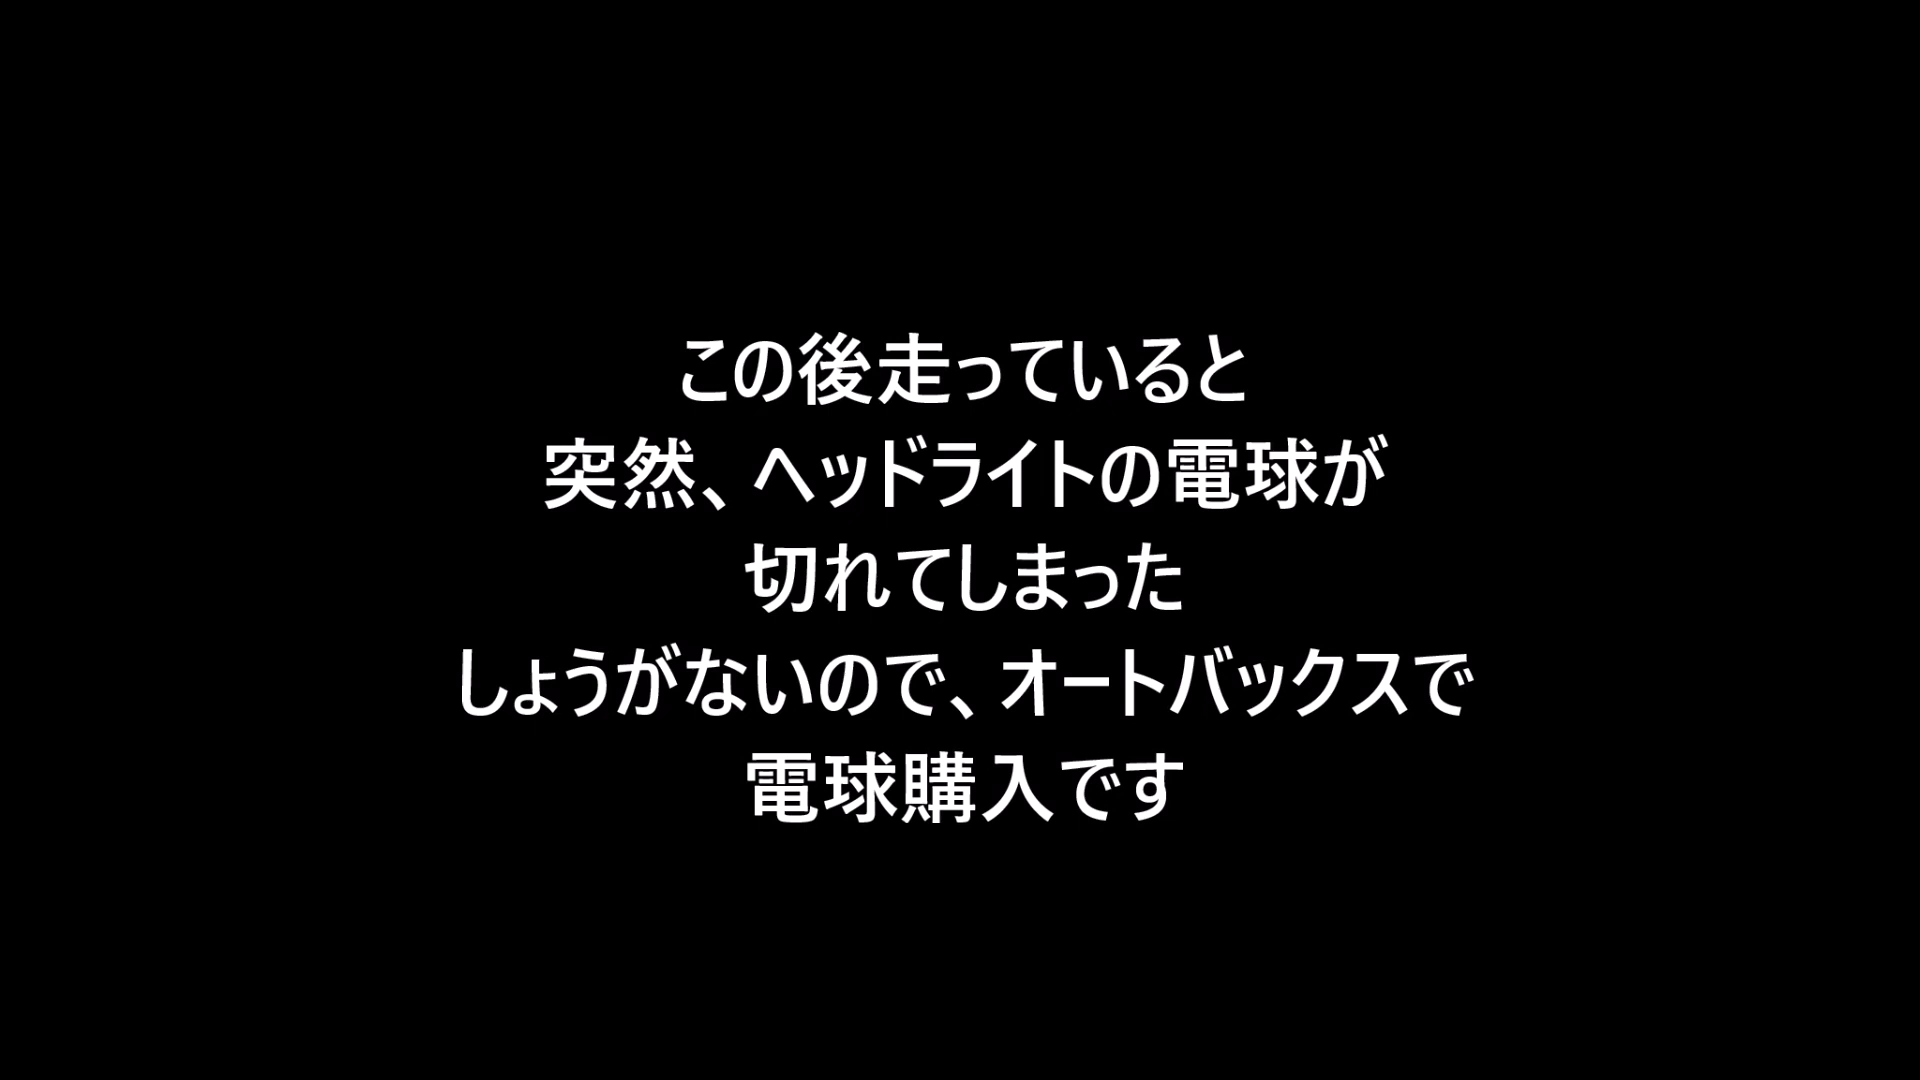 この後走っていると
突然、ヘッドライトの電球が
切れてしまった
しょうがないので、オートバックスで
電球購入です